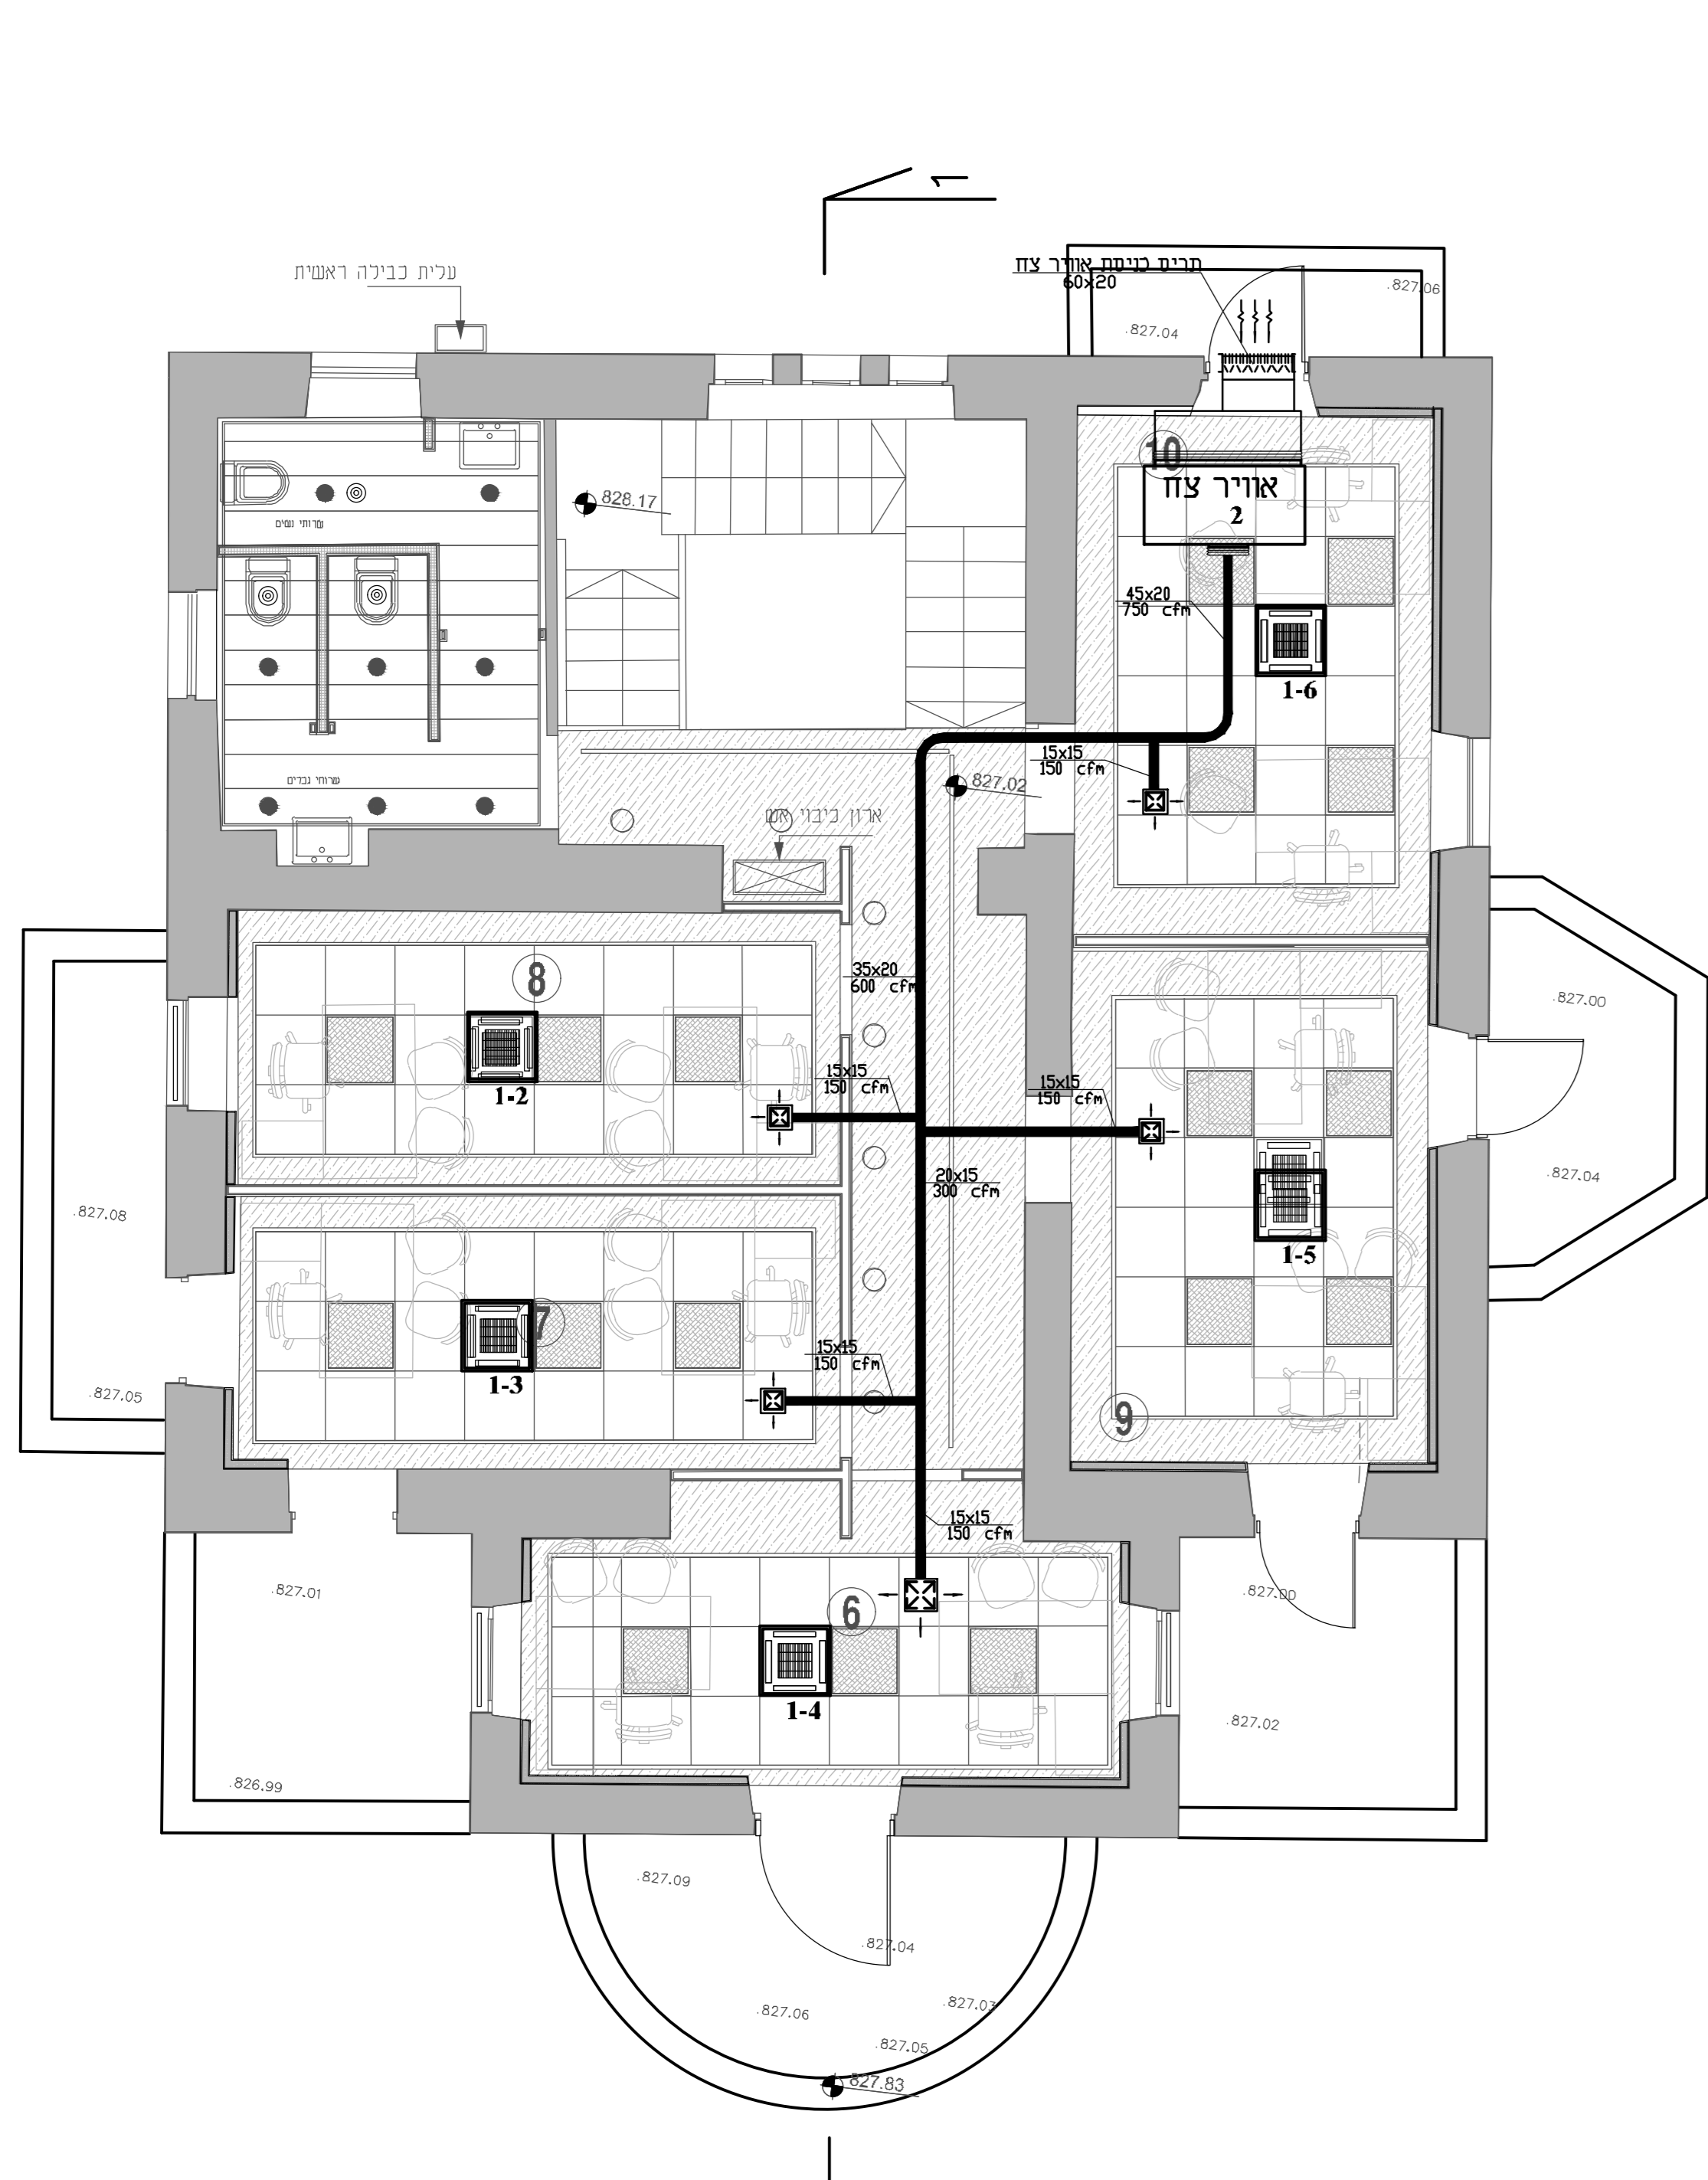 1
תריס כניסת אוויר צח
60x20
עלית כבילה ראשית
.827.06
.827.04
10
אוויר צח
2
828.17
שרותי נשים
45x20
750 cfm
1-6
15x15
150 cfm
827.02
שרותי גברים
ארון כיבוי אש
8
35x20
600 cfm
.827.00
15x15
150 cfm
15x15
150 cfm
1-2
.827.04
20x15
300 cfm
.827.08
1-5
7
15x15
150 cfm
1-3
.827.05
9
15x15
150 cfm
.827.01
.827.00
6
1-4
.827.02
.826.99
.827.09
.827.04
.827.06
.827.03
.827.05
827.83